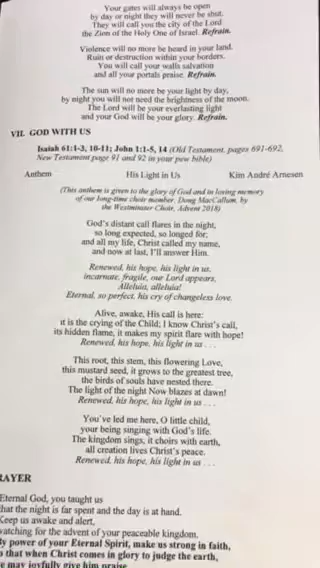 Your gates will always be open
by day or night they will never be shut.
They will call you the city of the Lord
the Zion of the Holy One of Israel. Refrain.
Violence will no more be heard in your land.
Ruin or destruction within your borders.
You will call your walls salvation
and all your portals praise. Refrain.
The sun will no more be your light by day,
by night you will not need the brightness of the moon.
The Lord will be your everlasting light
and your God will be your glory. Refrain.
VII. GOD WITH US
Isaiah 61:1-3, 10-11; John 1:1-5, 14 (Old Testament, pages 691-692,
New Testament page 91 and 92 in your pew bible)
Anthem His Light in Us Kim André Arnesen
(This anthem is given to the glory of God and in loving memory
of our long-time choir member, Doug MacCallum, by
the Westminster Choir, Advent 2018)
God's distant call flares in the night,
so long expected, so longed for;
and all my life, Christ called my name,
and now at last, I'll answer Him.
Renewed, his hope, his light in us,
incarnate, fragile, our Lord appears,
Alleluia, alleluia!
Eternal, so perfect, his cry of changeless love.
Alive, awake, His call is here:
it is the crying of the Child; I know Christ's call,
its hidden flame, it makes my spirit flare with hope!
Renewed, his hope, his light in us . . .
This root, this stem, this flowering Love,
this mustard seed, it grows to the greatest tree,
the birds of souls have nested there.
The light of the night Now blazes at dawn!
Renewed, his hope, his light in us . . .
You've led me here, O little child,
your being singing with God's life.
The kingdom sings, it choirs with earth,
all creation lives Christ's peace.
Renewed, his hope, his light in us . . .
RAYER
Eternal God, you taught us
that the night is far spent and the day is at hand.
Keep us awake and alert,
watching for the advent of your peaceable kingdom.
By power of your Eternal Spirit, make us strong in faith,
so that when Christ comes in glory to judge the earth,
we may joyfully give him praise